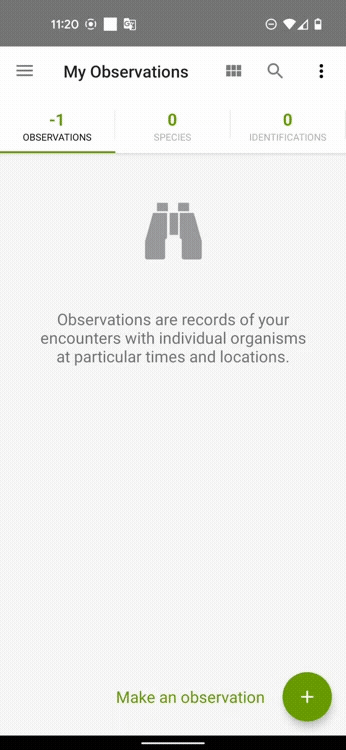 11:20
My Observations
-1 0 0
OBSERVATIONS SPECIES IDENTIFICATIONS
Observations are records of your
encounters with individual organisms
at particular times and locations.
Make an observation